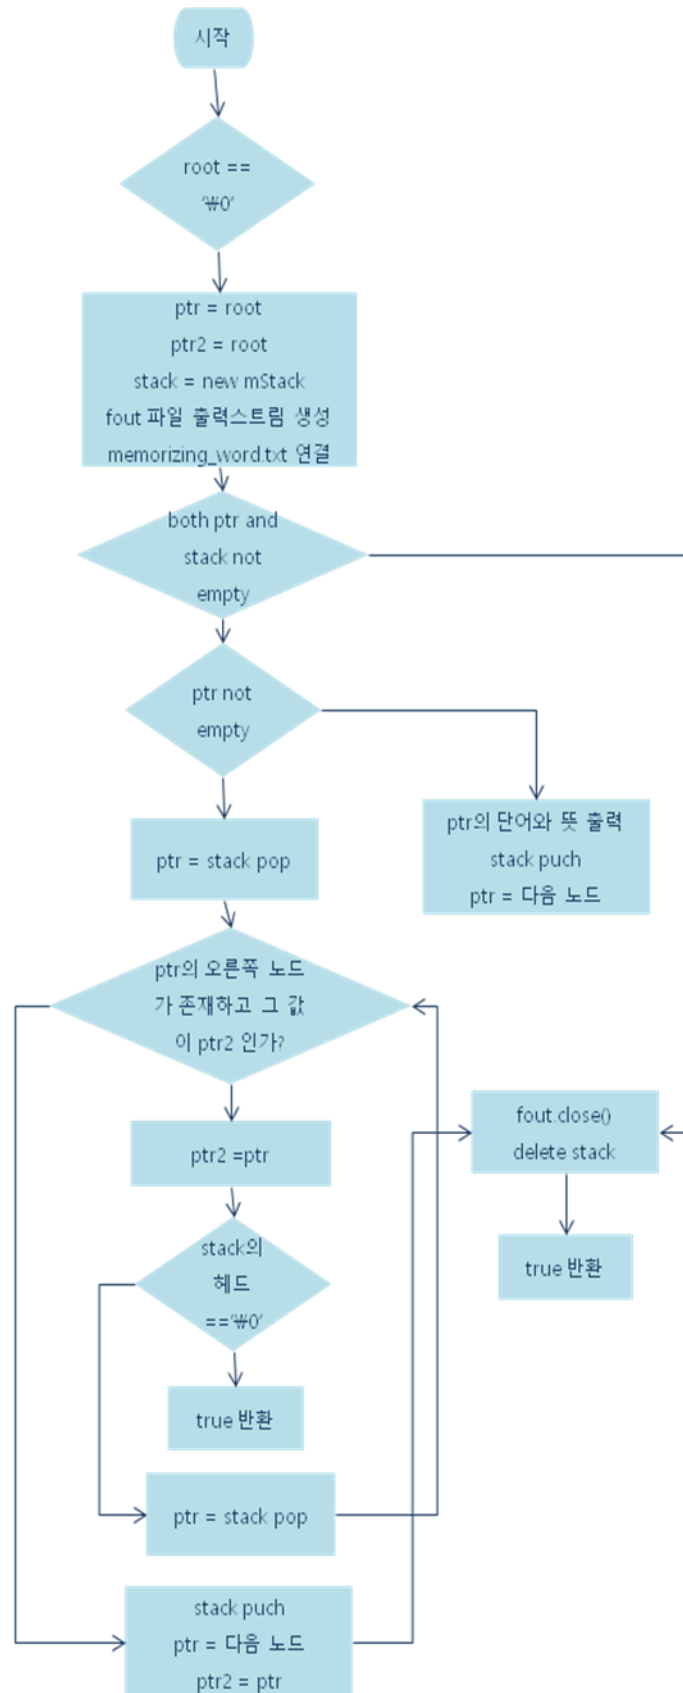 시작
root ==
‘₩0’
ptr = root
ptr2 = root
stack = new mStack
fout 파일 출력스트림 생성
memorizing_word.txt 연결
both ptr and
stack not
empty
ptr not
empty
ptr의 단어와 뜻 출력
stack puch
ptr = 다음 노드
ptr = stack pop
ptr의 오른쪽 노드
가 존재하고 그 값
이 ptr2 인가?
fout.close()
delete stack
ptr2 =ptr
true 반환
stack의
헤드
==‘₩0’
true 반환
ptr = stack pop
stack puch
ptr = 다음 노드
ptr2 = ptr